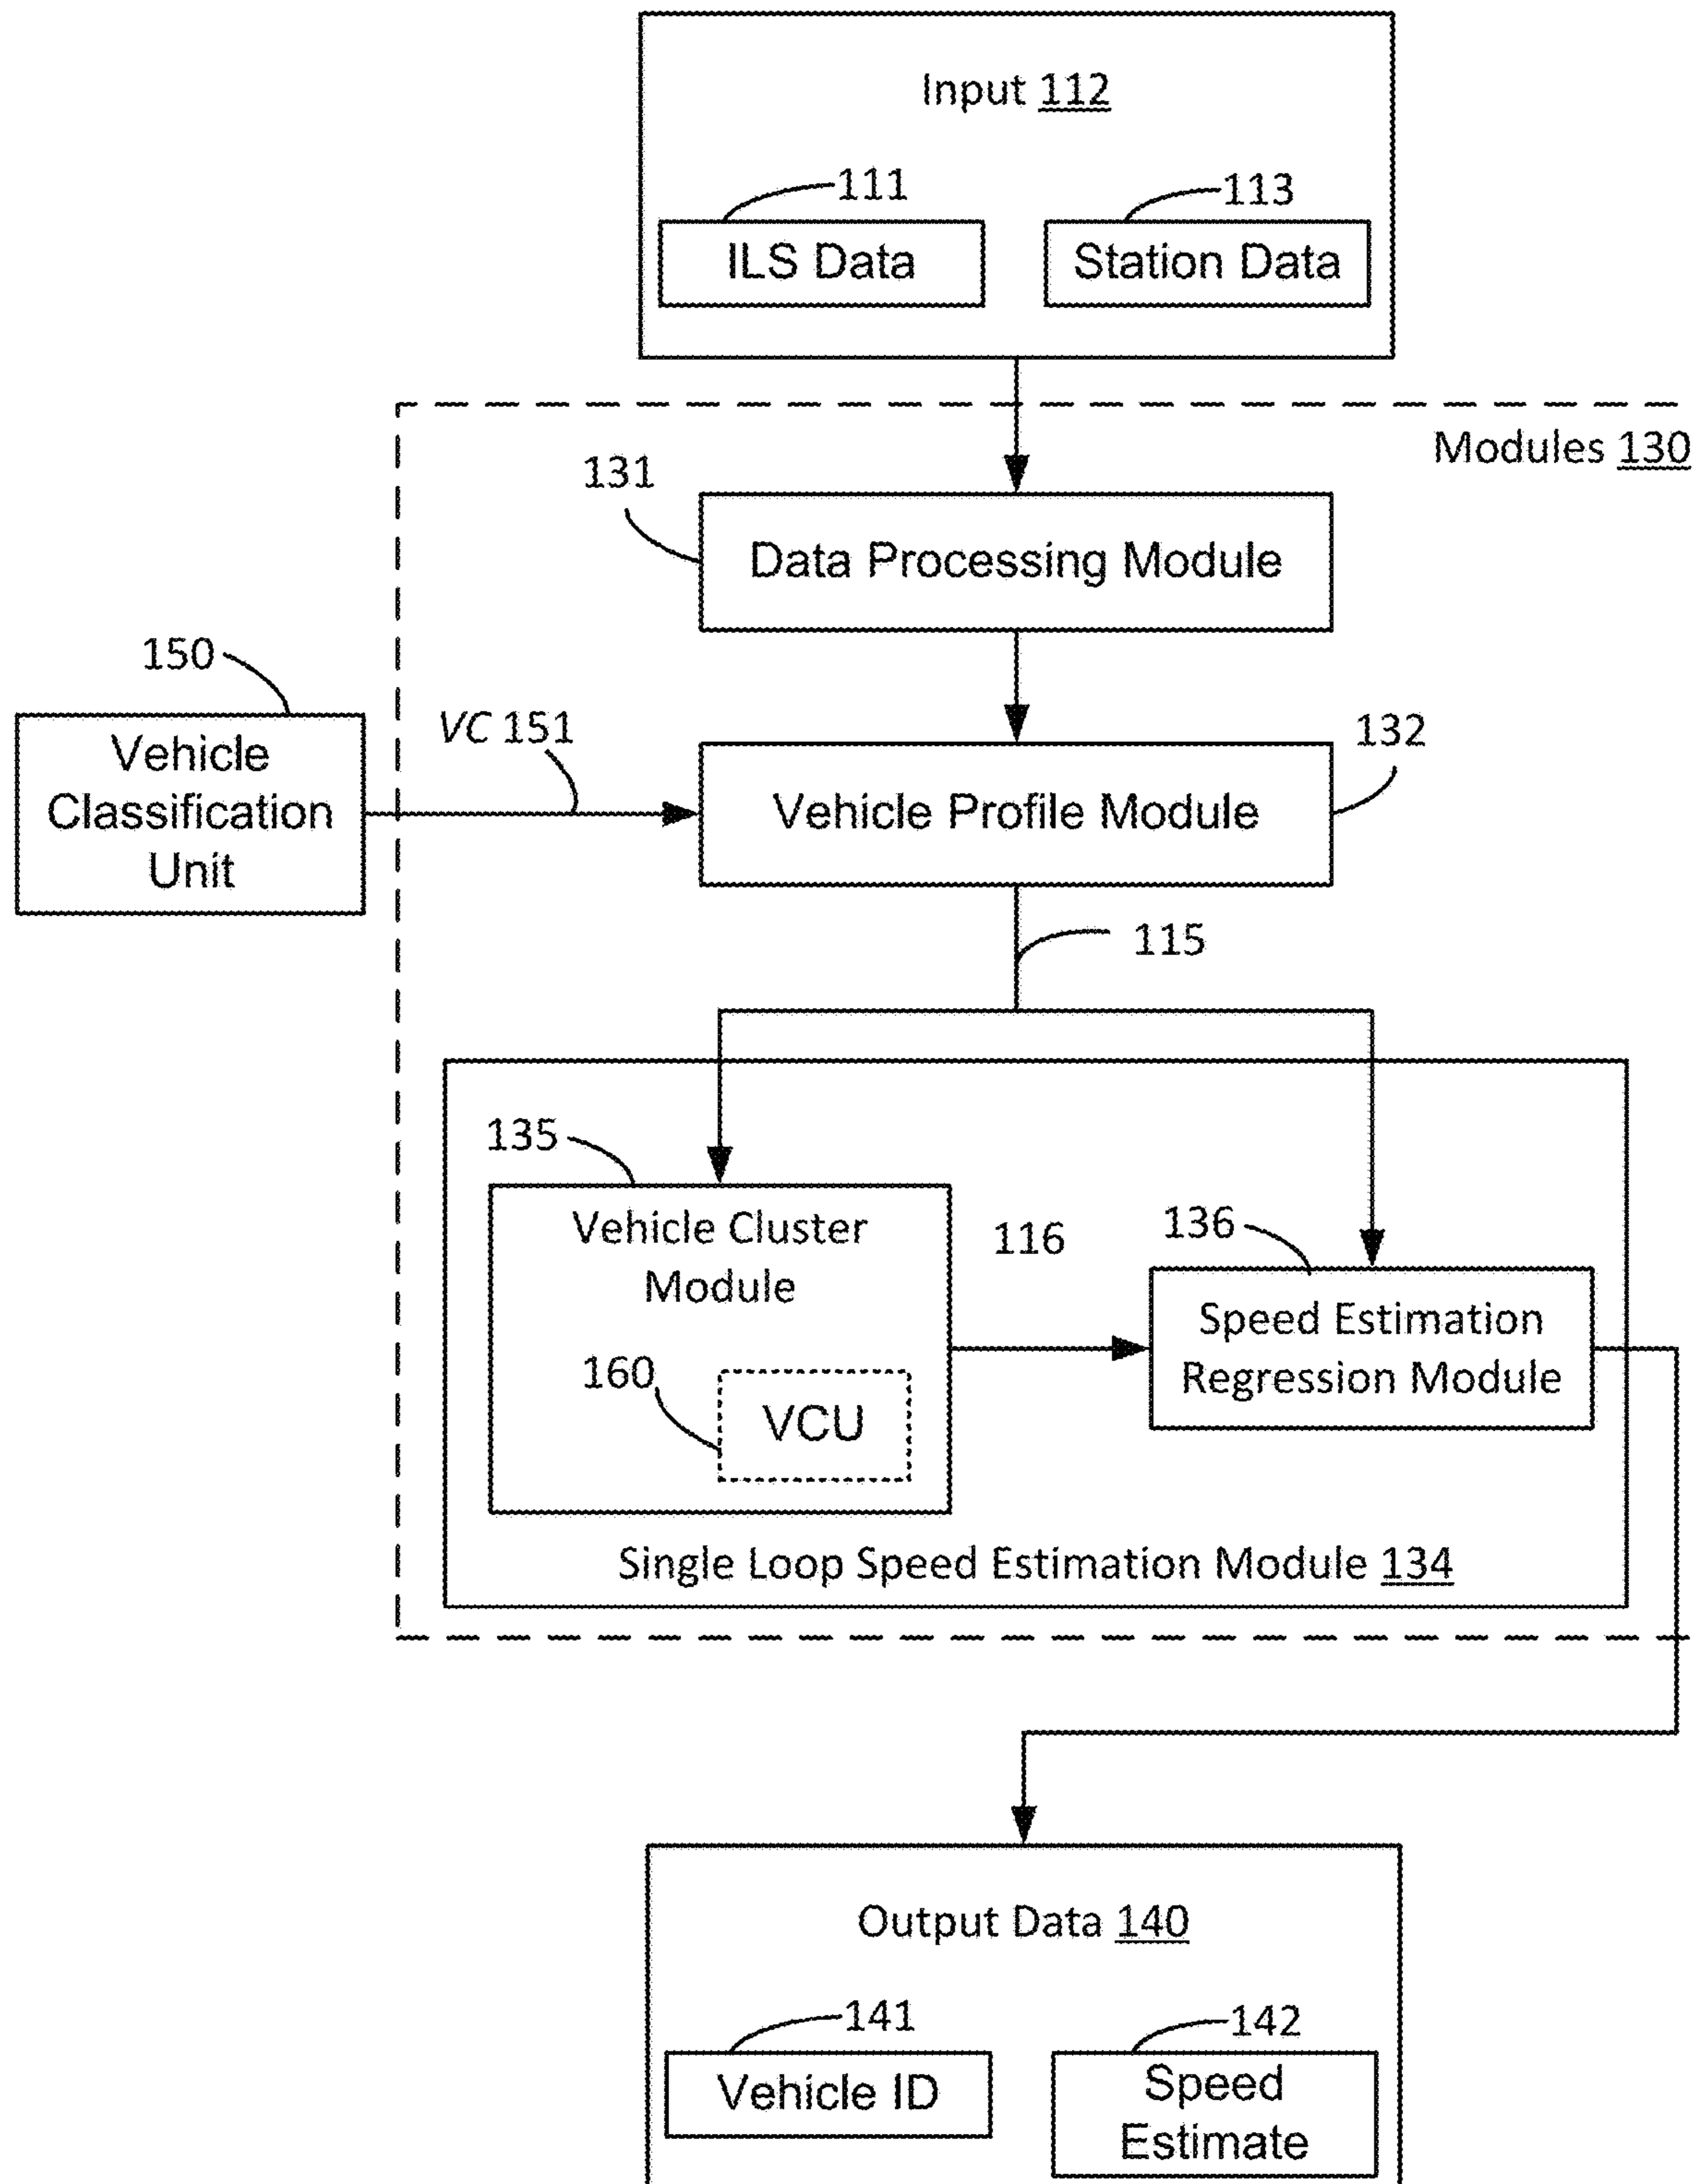 Input 112
111
113
ILS Data
Station Data
Modules 130
131
Data Processing Module
150
VC 151
132
Vehicle
Classification
Unit
Vehicle Profile Module
115
135
Vehicle Cluster
Module
116
136
Speed Estimation
Regression Module
160
VCU
Single Loop Speed Estimation Module 134
Output Data 140
141
142
Vehicle ID
Speed
Estimate